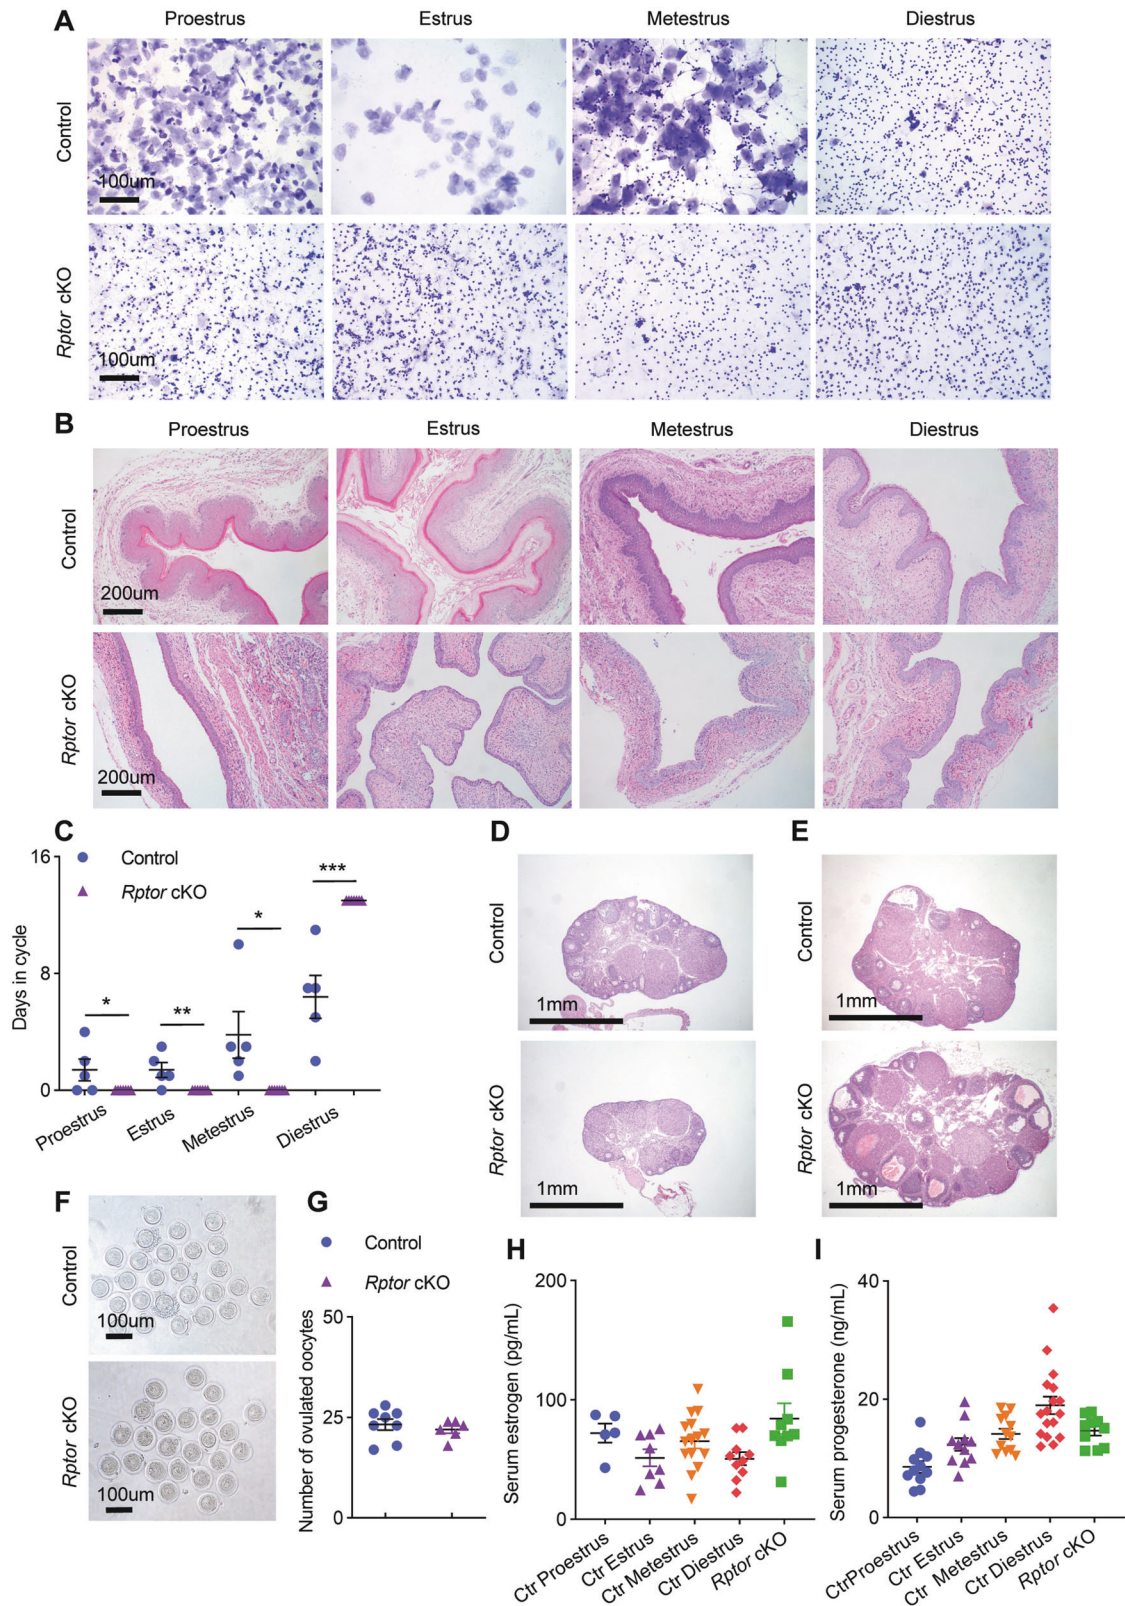 A
Proestrus Estrus Metestrus Diestrus
Control
100um
Rptor cKO
100um
B
Proestrus Estrus Metestrus Diestrus
Control
200um
Rptor cKO
200um
C
Control
Rptor cKO
Days in cycle
16
8
0
* ** * ***
Proestrus Estrus Metestrus Diestrus
D
Control
1mm
Rptor cKO
1mm
E
Control
1mm
Rptor cKO
1mm
F
Control
100um
Rptor cKO
100um
G
Control
Rptor cKO
Number of ovulated oocytes
50
25
0
H
Serum estrogen (pg/mL)
200
100
0
Ctr Proestrus Ctr Estrus Ctr Metestrus Ctr Diestrus Rptor cKO
I
Serum progesterone (ng/mL)
40
20
0
CtrProestrus Ctr Estrus Ctr Metestrus Ctr Diestrus Rptor cKO